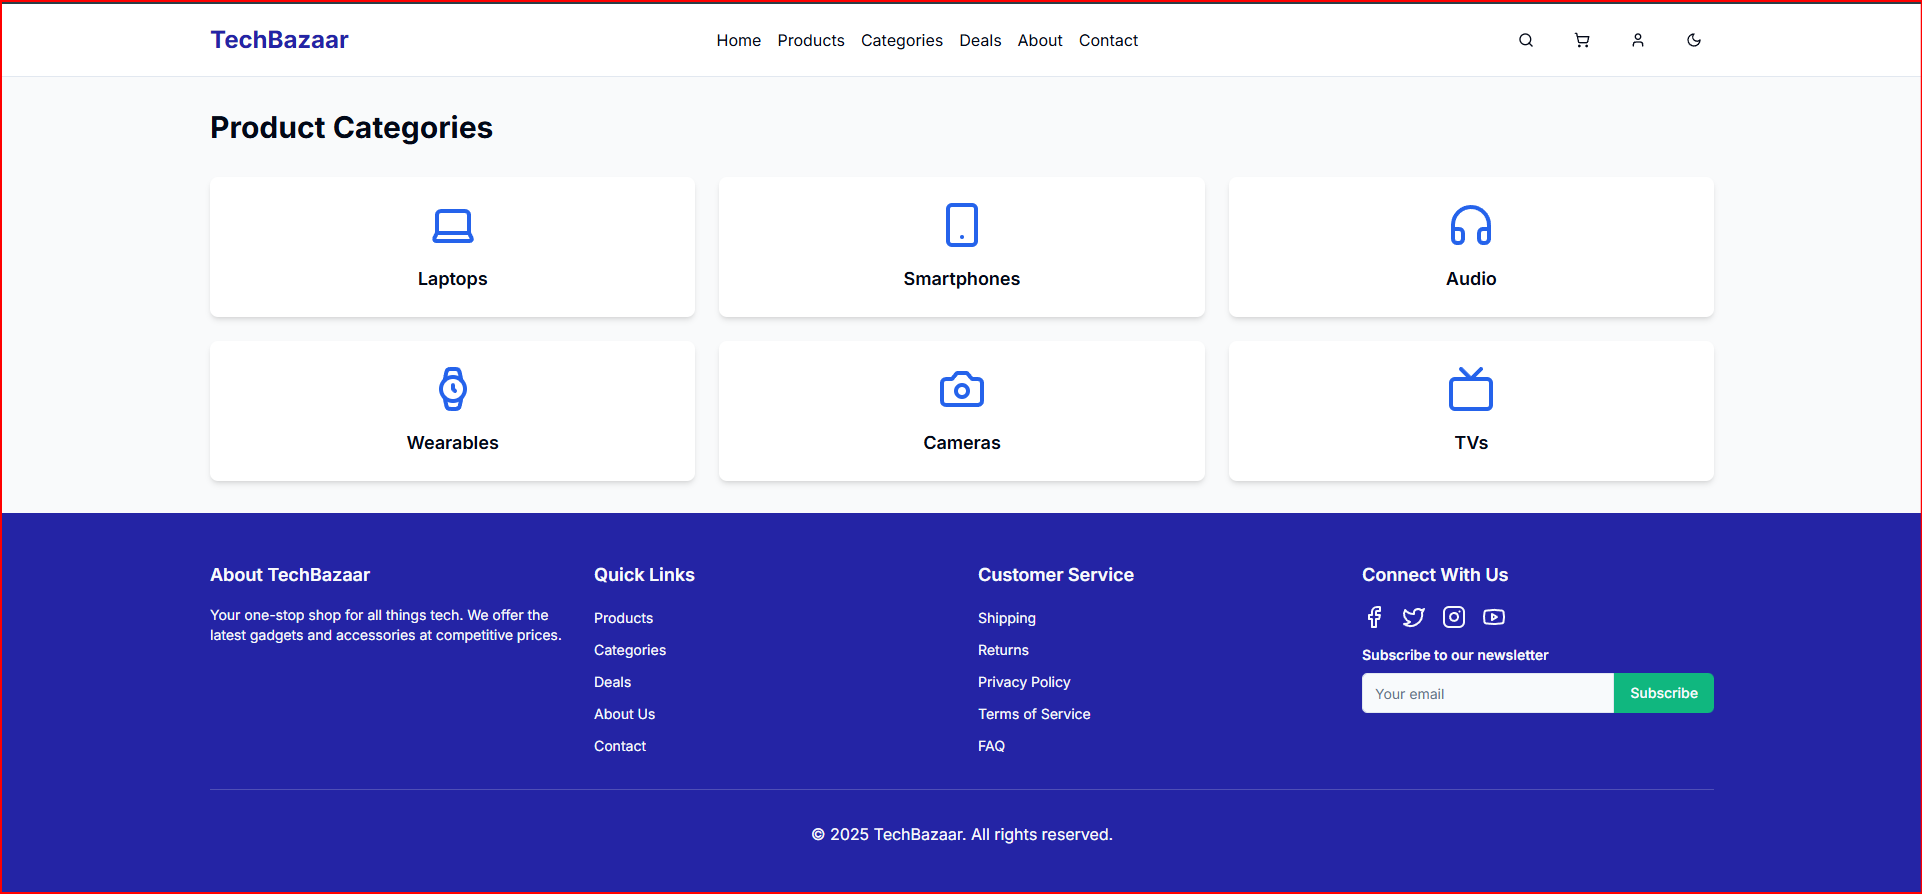 TechBazaar
Home Products Categories Deals About Contact
Product Categories
Laptops
Smartphones
Audio
Wearables
Cameras
TVs
About TechBazaar
Your one-stop shop for all things tech. We offer the
latest gadgets and accessories at competitive prices.
Quick Links
Products
Categories
Deals
About Us
Contact
Customer Service
Shipping
Returns
Privacy Policy
Terms of Service
FAQ
Connect With Us
Subscribe to our newsletter
Your email
Subscribe
© 2025 TechBazaar. All rights reserved.